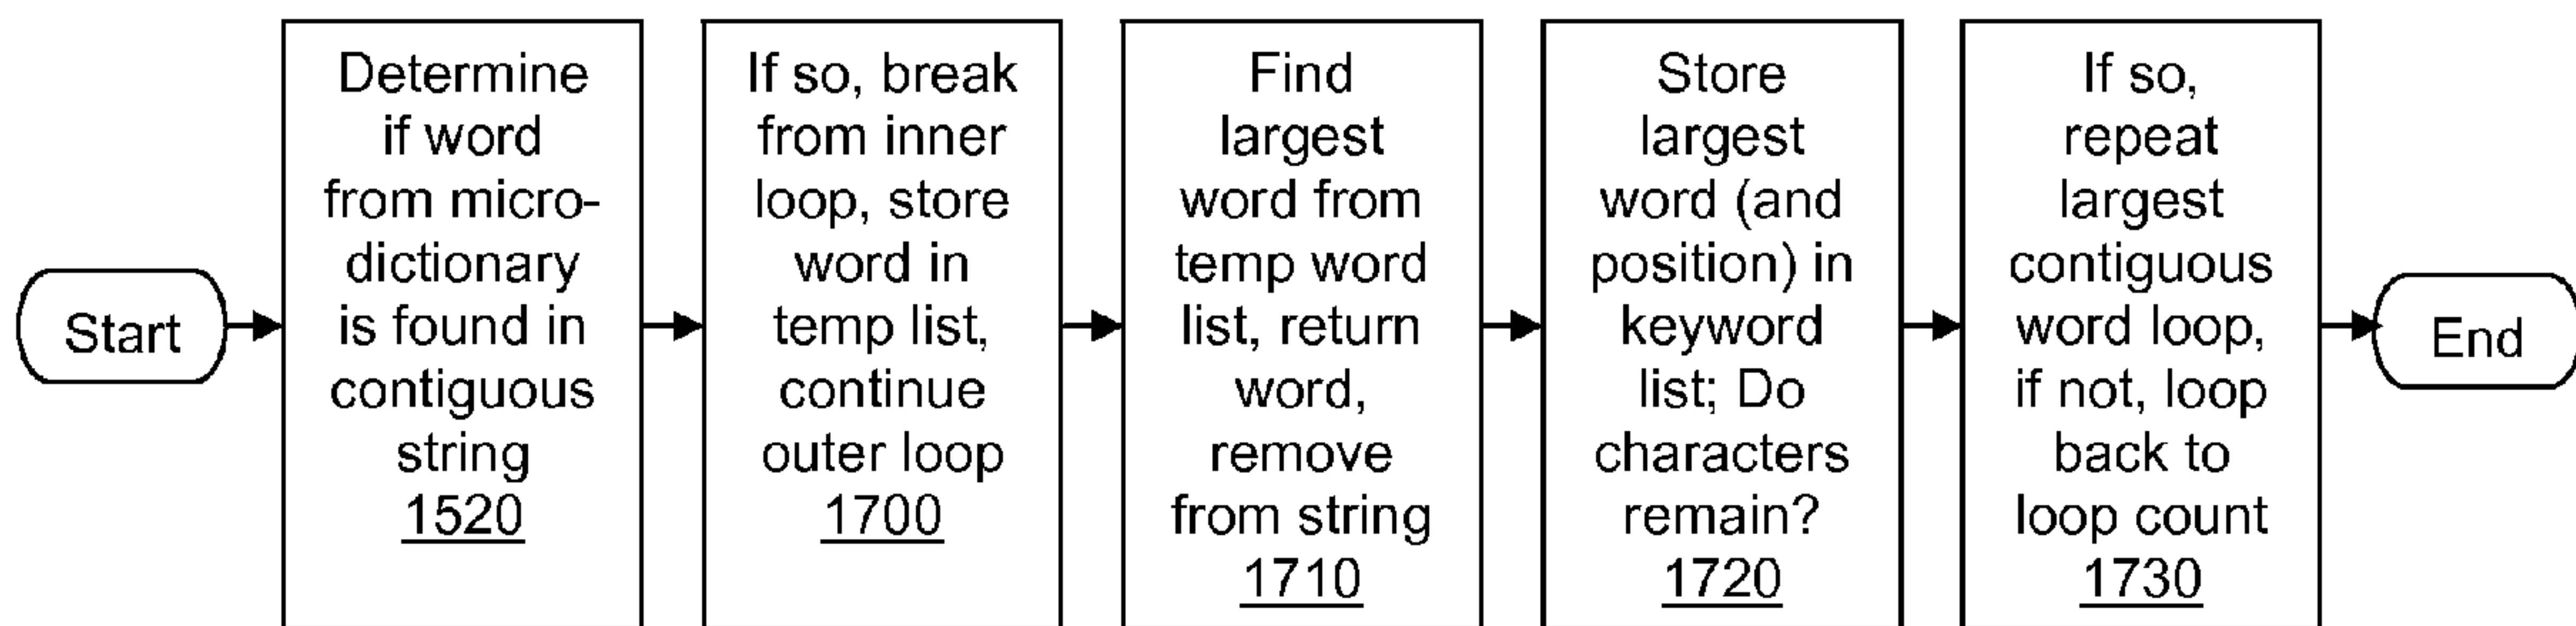 Start
Determine
if word
from micro-
dictionary
is found in
contiguous
string
1520
If so, break
from inner
loop, store
word in
temp list,
continue
outer loop
1700
Find
largest
word from
temp word
list, return
word,
remove
from string
1710
Store
largest
word (and
position) in
keyword
list; Do
characters
remain?
1720
If so,
repeat
largest
contiguous
word loop,
if not, loop
back to
loop count
1730
End